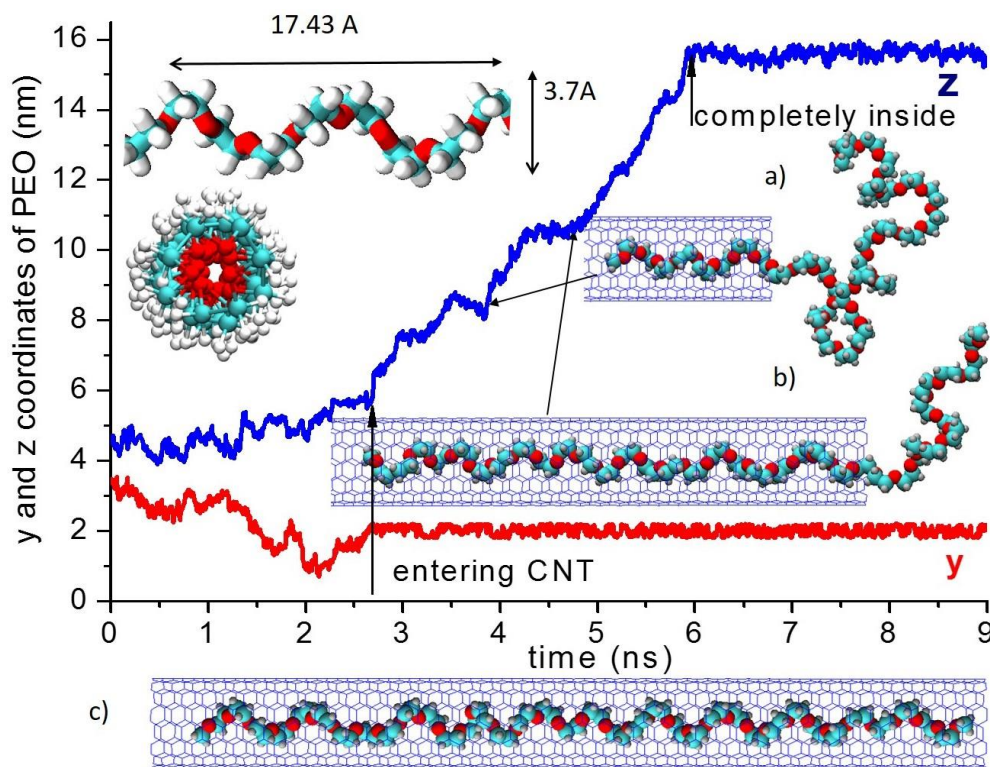 17.43 A
3.7A
z
completely inside
a)
b)
entering CNT
y
y and z coordinates of PEO (nm)
16
14
12
10
8
6
4
2
0
0 1 2 3 4 5 6 7 8 9
time (ns)
c)